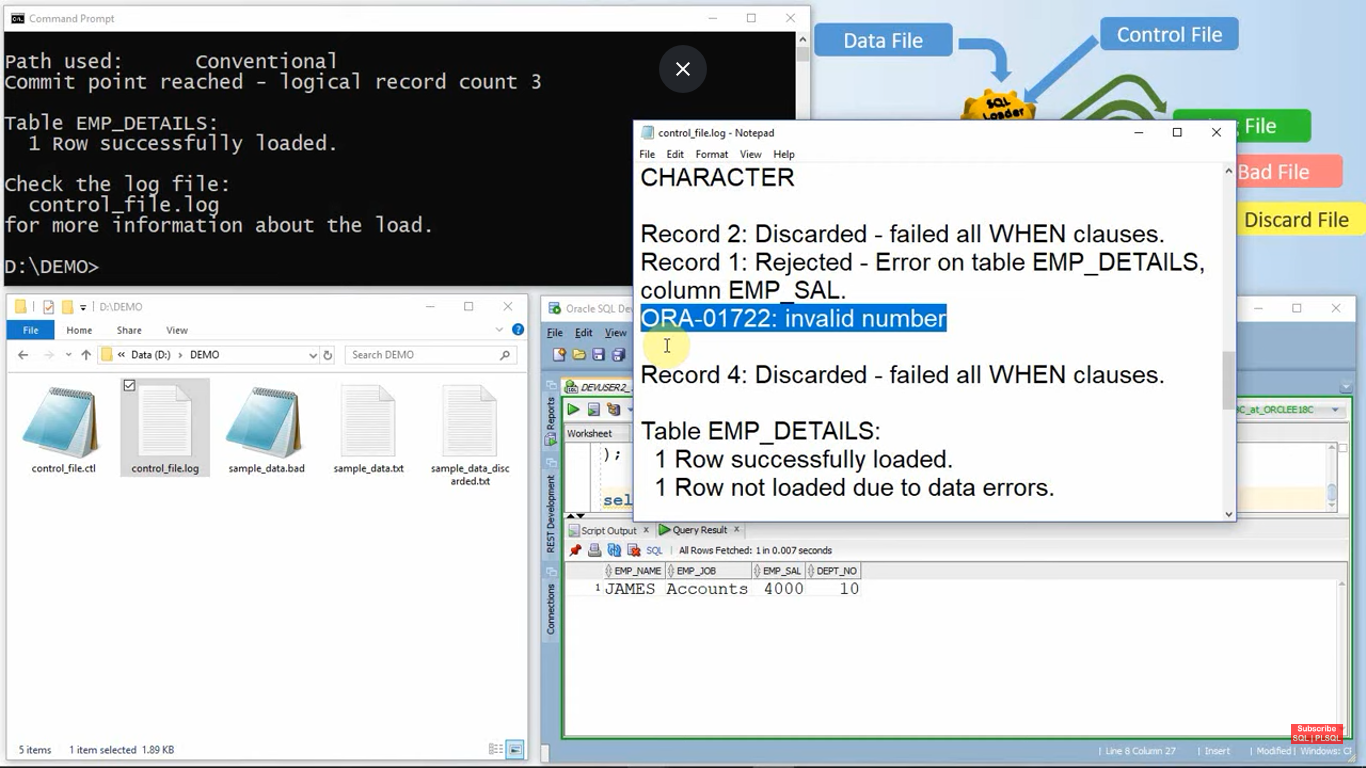 Command Prompt
Path used:      Conventional
Commit point reached - logical record count 3
Table EMP_DETAILS:
1 Row successfully loaded.
Check the log file:
control_file.log
for more information about the load.
D:\DEMO>
Data File
Control File
SQL
Loader
File
Bad File
Discard File
control_file.log - Notepad
File Edit Format View Help
CHARACTER
Record 2: Discarded - failed all WHEN clauses.
Record 1: Rejected - Error on table EMP_DETAILS,
column EMP_SAL.
ORA-01722: invalid number
Record 4: Discarded - failed all WHEN clauses.
Table EMP_DETAILS:
1 Row successfully loaded.
1 Row not loaded due to data errors.
D:\DEMO
File Home Share View
« Data (D:) > DEMO
Search DEMO
control_file.ctl
control_file.log
sample_data.bad
sample_data.txt
sample_data_disc
arded.txt
5 items 1 item selected 1.89 KB
Oracle SQL De
File Edit View
DEVUSER2_
C_at_ORCLEE18C
Worksheet
);
sel
Reports
REST Development
Connections
Script Output × Query Result ×
SQL | All Rows Fetched: 1 in 0.007 seconds
EMP_NAME EMP_JOB EMP_SAL DEPT_NO
1 JAMES Accounts 4000 10
Subscribe
SQL | PLSQL
Line 8 Column 27 | Insert | Modified | Windows: C